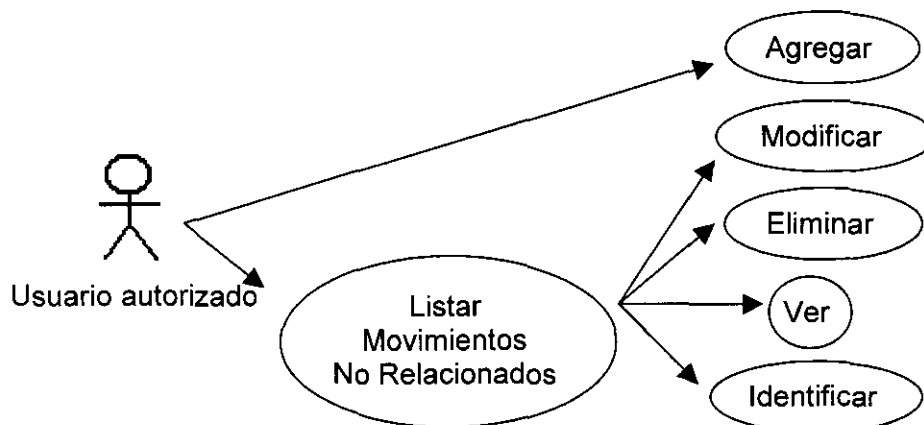 Agregar
Modificar
Eliminar
Usuario autorizado
Listar
Movimientos
No Relacionados
Ver
Identificar